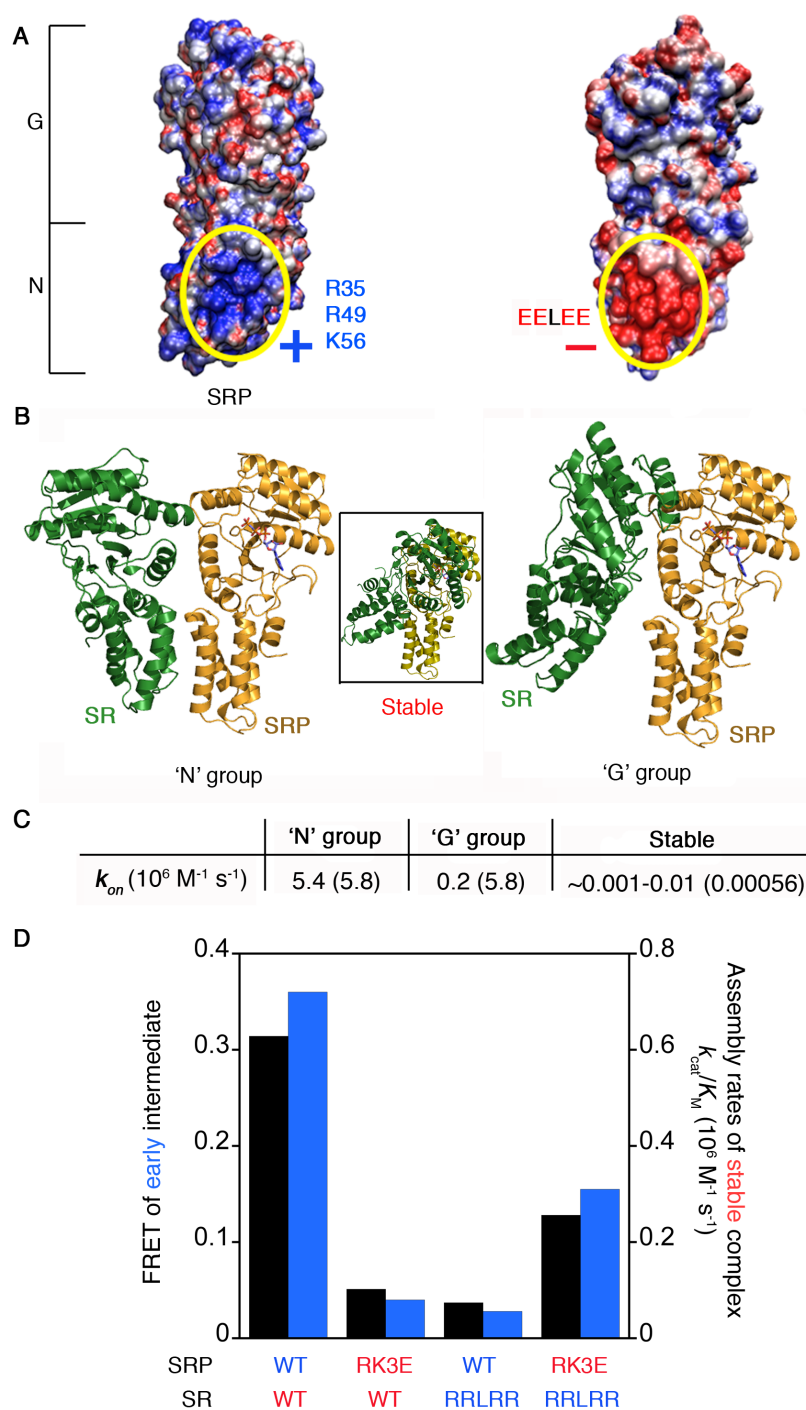 A
G
N
R35
R49
K56
+
EELEE
−
SRP
B
SR
SRP
'N' group
Stable
SR
SRP
'G' group
C
'N' group 'G' group Stable
kon (10⁶ M⁻¹ s⁻¹) 5.4 (5.8) 0.2 (5.8) ~0.001-0.01 (0.00056)
D
FRET of early intermediate
0.4
0.3
0.2
0.1
0
0.8
0.6
0.4
0.2
0
Assembly rates of stable complex
kcat/KM (10⁶ M⁻¹ s⁻¹)
SRP WT RK3E WT RK3E
SR WT WT RRLRR RRLRR